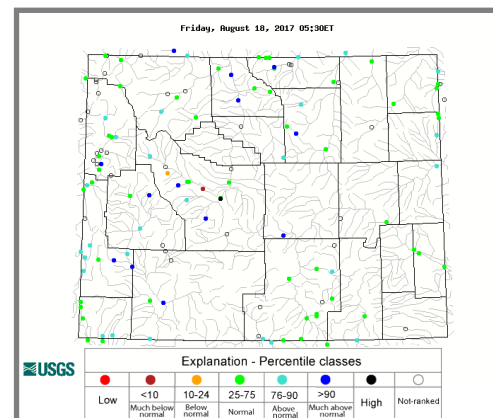 Friday, August 18, 2017 05:30ET
USGS
Explanation - Percentile classes
<10 10-24 25-75 76-90 >90
Low Much below normal Below normal Normal Above normal Much above normal High Not-ranked